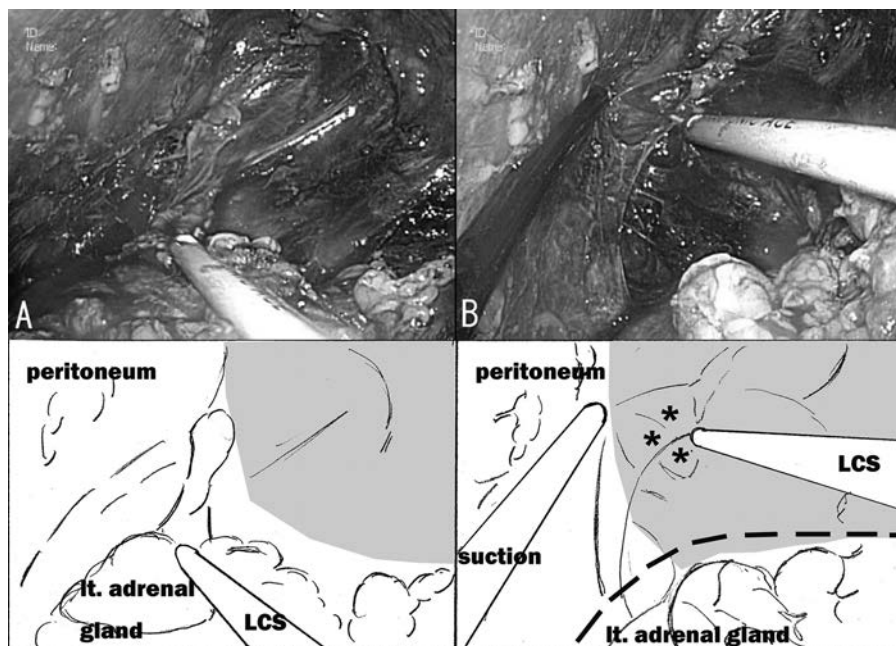 ID
Name
A
ID
Name
B
peritoneum
lt. adrenal
gland
LCS
peritoneum
*
*
*
LCS
suction
lt. adrenal gland